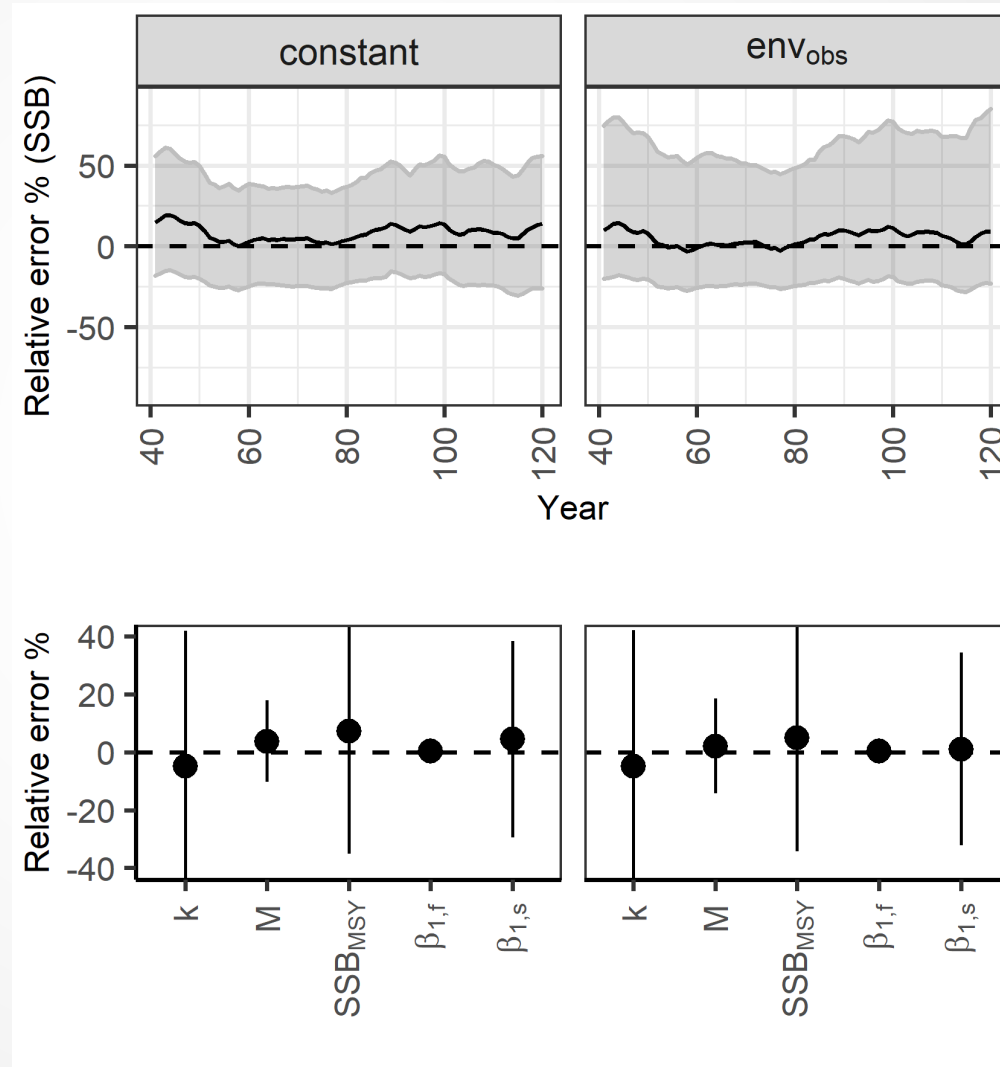 constant
env_obs
Relative error % (SSB)
50
0
-50
40 60 80 100 120
40 60 80 100 120
Year
Relative error %
40
20
0
-20
-40
k M SSB_MSY β_1,f β_1,s
k M SSB_MSY β_1,f β_1,s